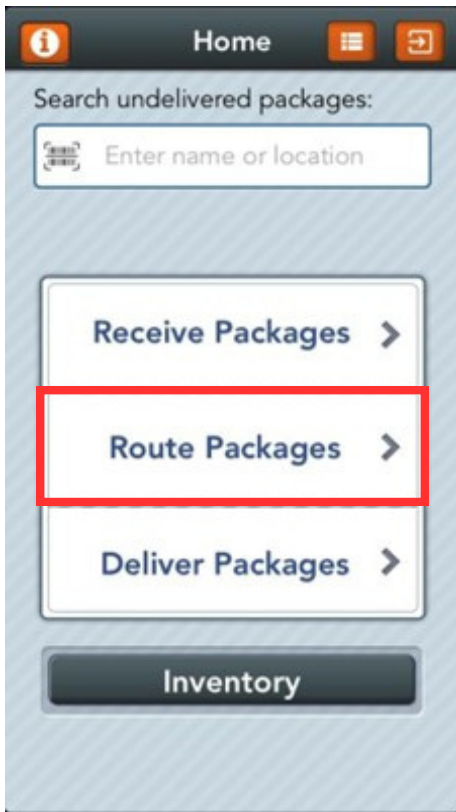 Home
Search undelivered packages:
Enter name or location
Receive Packages
Route Packages
Deliver Packages
Inventory